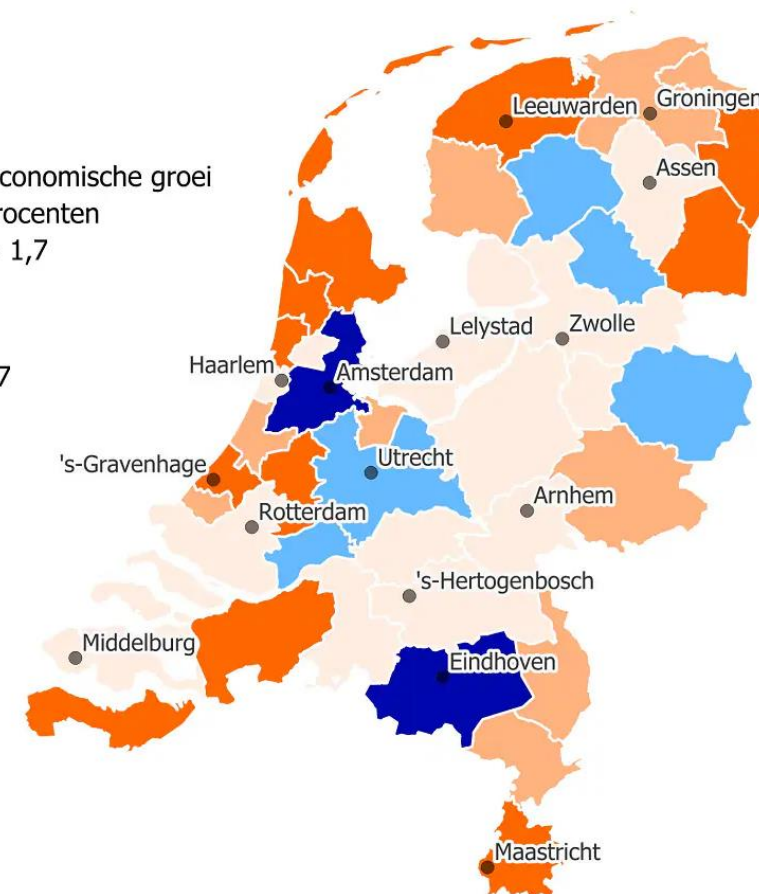 conomische groei
rocenten
1,7
7
Leeuwarden
Groningen
Assen
Lelystad
Zwolle
Haarlem
Amsterdam
's-Gravenhage
Utrecht
Rotterdam
Arnhem
's-Hertogenbosch
Middelburg
Eindhoven
Maastricht